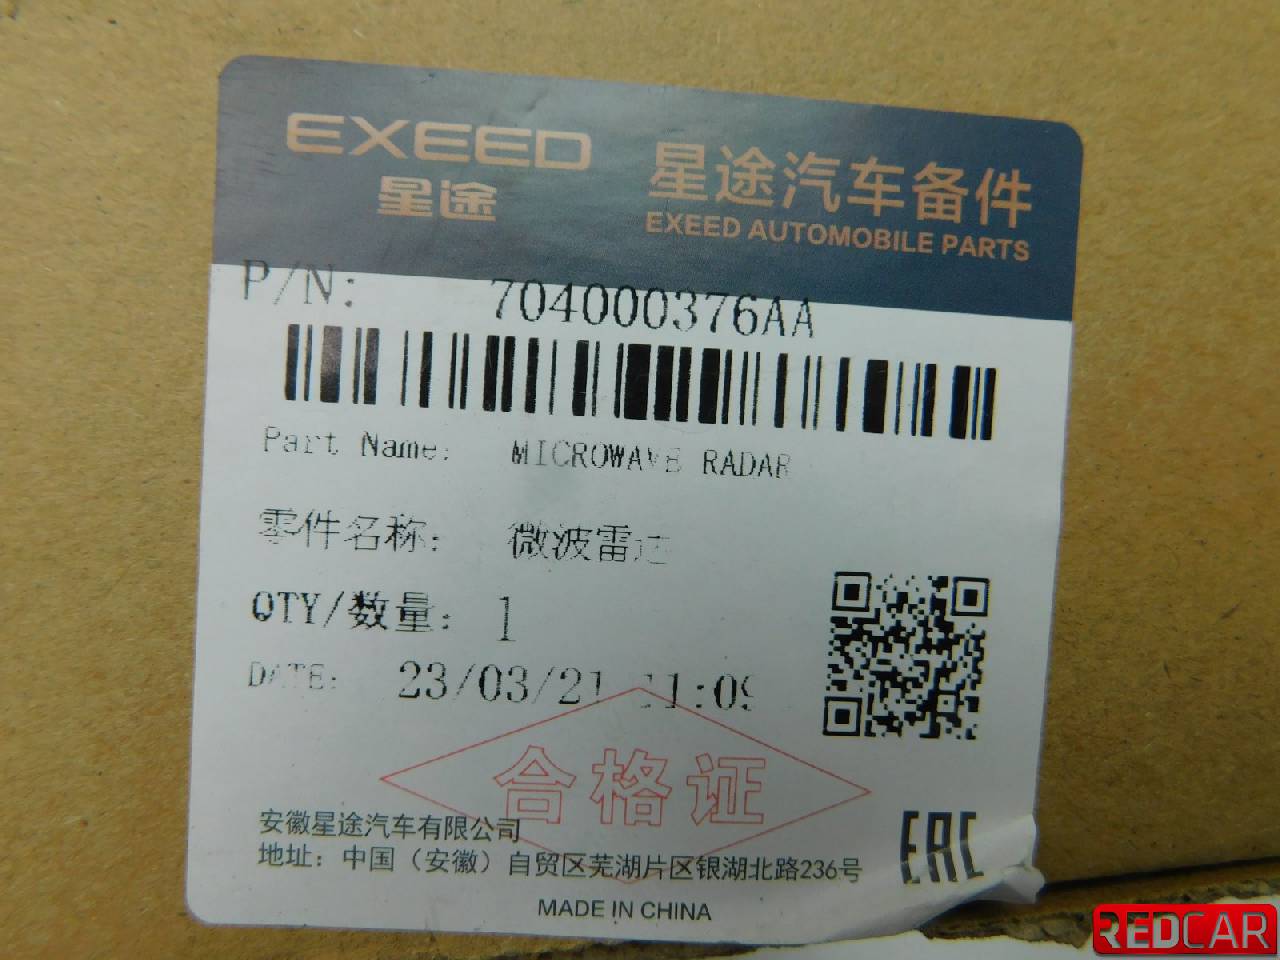 EXEED
星途
星途汽车备件
EXEED AUTOMOBILE PARTS
P/N: 704000376AA
Part Name: MICROWAVE RADAR
零件名称: 微波雷达
QTY/数量: 1
DATE: 23/03/21 11:09
合格证
安徽星途汽车有限公司
地址：中国（安徽）自贸区芜湖片区银湖北路236号
EAC
MADE IN CHINA
REDCAR